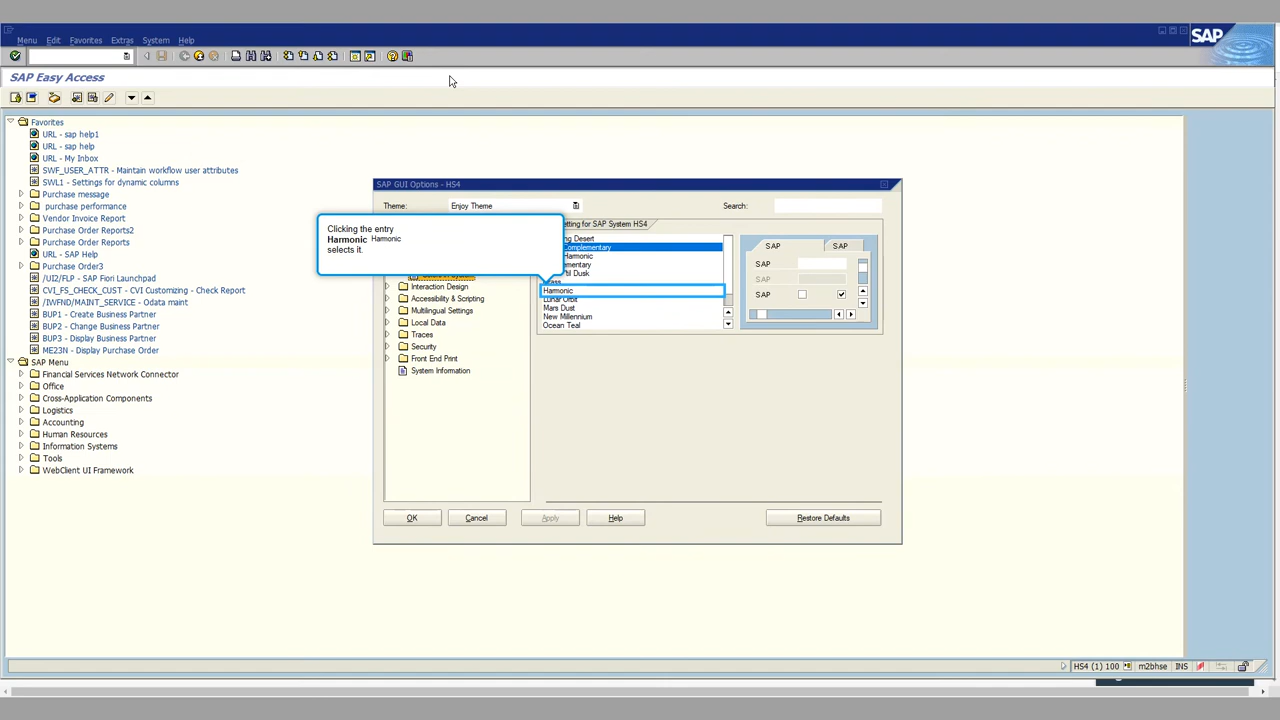 Menu Edit Favorites Extras System Help
SAP
SAP Easy Access
Favorites
URL - sap help1
URL - sap help
URL - My Inbox
SWF_USER_ATTR - Maintain workflow user attributes
SWL1 - Settings for dynamic columns
Purchase message
purchase performance
Vendor Invoice Report
Purchase Order Reports2
Purchase Order Reports
URL - SAP Help
Purchase Order3
/UI2/FLP - SAP Fiori Launchpad
CVI_FS_CHECK_CUST - CVI Customizing - Check Report
/IWFND/MAINT_SERVICE - Odata maint
BUP1 - Create Business Partner
BUP2 - Change Business Partner
BUP3 - Display Business Partner
ME23N - Display Purchase Order
SAP Menu
Financial Services Network Connector
Office
Cross-Application Components
Logistics
Accounting
Human Resources
Information Systems
Tools
WebClient UI Framework
SAP GUI Options - HS4
Theme: Enjoy Theme Search:
etting for SAP System HS4
Clicking the entry
Harmonic Harmonic
selects it.
ng Desert
Complementary
Harmonic
ementary
til Dusk
Harmonic
Lunar Orbit
Mars Dust
New Millennium
Ocean Teal
SAP SAP
SAP
SAP
SAP
Interaction Design
Accessibility & Scripting
Multilingual Settings
Local Data
Traces
Security
Front End Print
System Information
OK Cancel Apply Help Restore Defaults
HS4 (1) 100 m2bhse INS